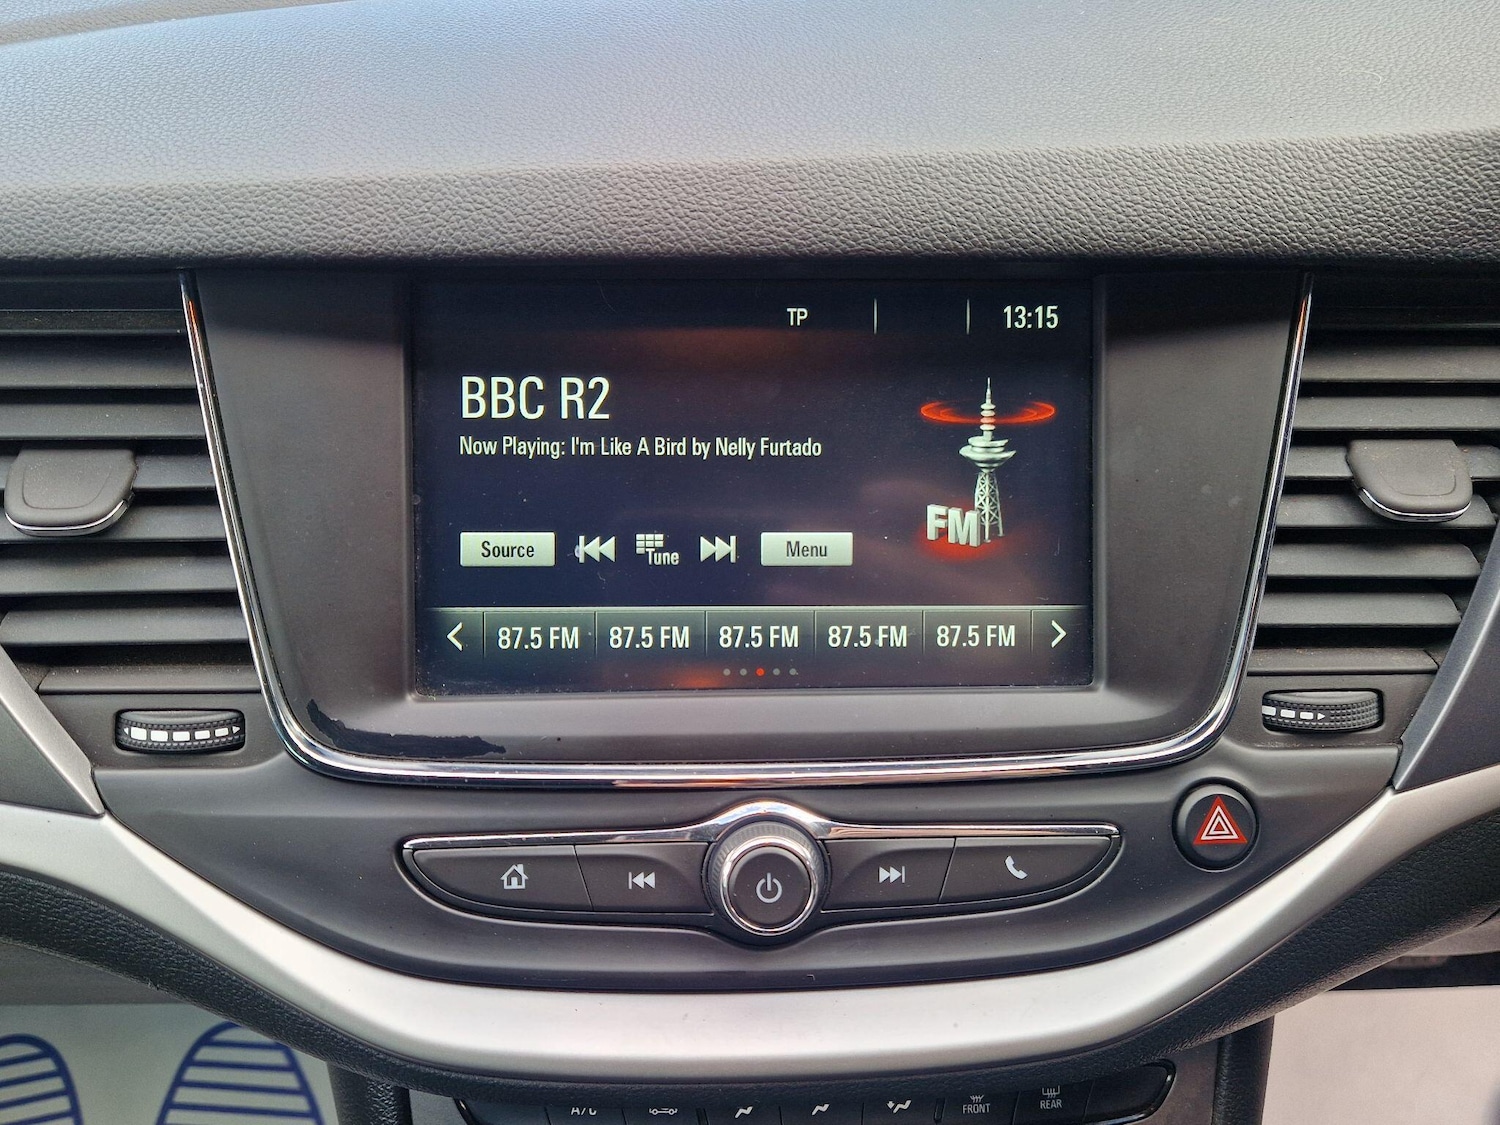 TP 13:15
BBC R2
Now Playing: I'm Like A Bird by Nelly Furtado
FM
Source Tune Menu
87.5 FM 87.5 FM 87.5 FM 87.5 FM 87.5 FM
A/C FRONT REAR